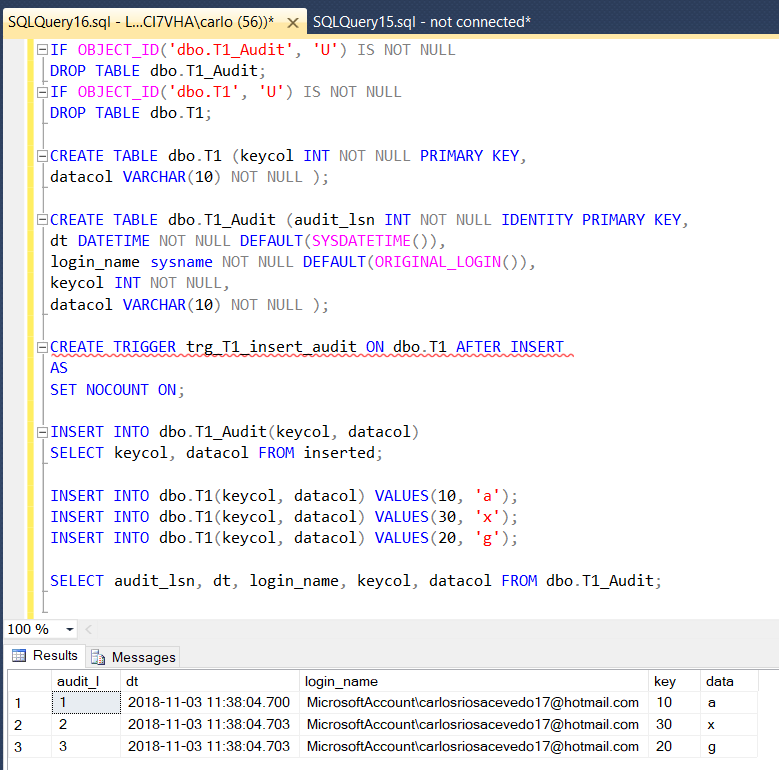 SQLQuery16.sql - L...CI7VHA\carlo (56))* SQLQuery15.sql - not connected*
IF OBJECT_ID('dbo.T1_Audit', 'U') IS NOT NULL
DROP TABLE dbo.T1_Audit;
IF OBJECT_ID('dbo.T1', 'U') IS NOT NULL
DROP TABLE dbo.T1;
CREATE TABLE dbo.T1 (keycol INT NOT NULL PRIMARY KEY,
datacol VARCHAR(10) NOT NULL );
CREATE TABLE dbo.T1_Audit (audit_lsn INT NOT NULL IDENTITY PRIMARY KEY,
dt DATETIME NOT NULL DEFAULT(SYSDATETIME()),
login_name sysname NOT NULL DEFAULT(ORIGINAL_LOGIN()),
keycol INT NOT NULL,
datacol VARCHAR(10) NOT NULL );
CREATE TRIGGER trg_T1_insert_audit ON dbo.T1 AFTER INSERT
AS
SET NOCOUNT ON;
INSERT INTO dbo.T1_Audit(keycol, datacol)
SELECT keycol, datacol FROM inserted;
INSERT INTO dbo.T1(keycol, datacol) VALUES(10, 'a');
INSERT INTO dbo.T1(keycol, datacol) VALUES(30, 'x');
INSERT INTO dbo.T1(keycol, datacol) VALUES(20, 'g');
SELECT audit_lsn, dt, login_name, keycol, datacol FROM dbo.T1_Audit;
100 %
Results Messages
audit_l dt login_name key data
1 1 2018-11-03 11:38:04.700 MicrosoftAccount\carlosriosacevedo17@hotmail.com 10 a
2 2 2018-11-03 11:38:04.703 MicrosoftAccount\carlosriosacevedo17@hotmail.com 30 x
3 3 2018-11-03 11:38:04.703 MicrosoftAccount\carlosriosacevedo17@hotmail.com 20 g